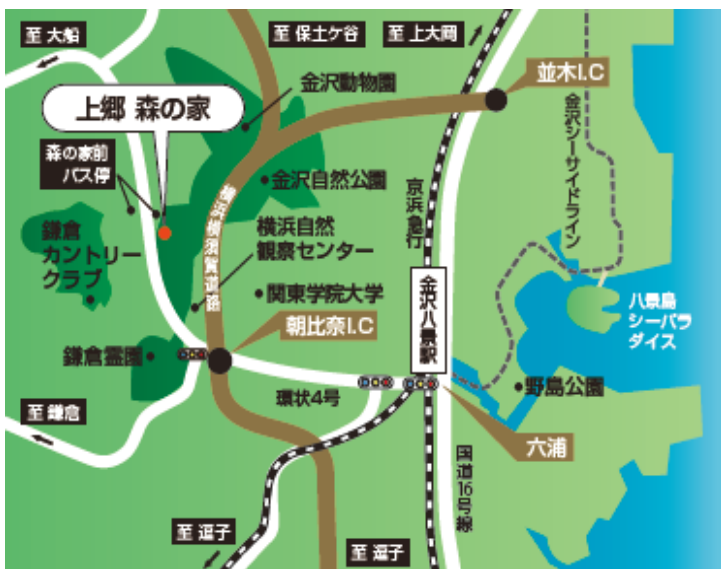 至 大船
至 保土ケ谷
至 上大岡
並木I.C
金沢動物園
上郷 森の家
森の家前
バス停
金沢自然公園
金沢シーサイドライン
京浜急行
横浜横須賀道路
横浜自然
観察センター
鎌倉
カントリー
クラブ
関東学院大学
金沢八景駅
八景島
シーパラ
ダイス
朝比奈I.C
鎌倉霊園
環状4号
野島公園
至 鎌倉
六浦
国道16号線
至 逗子
至 逗子